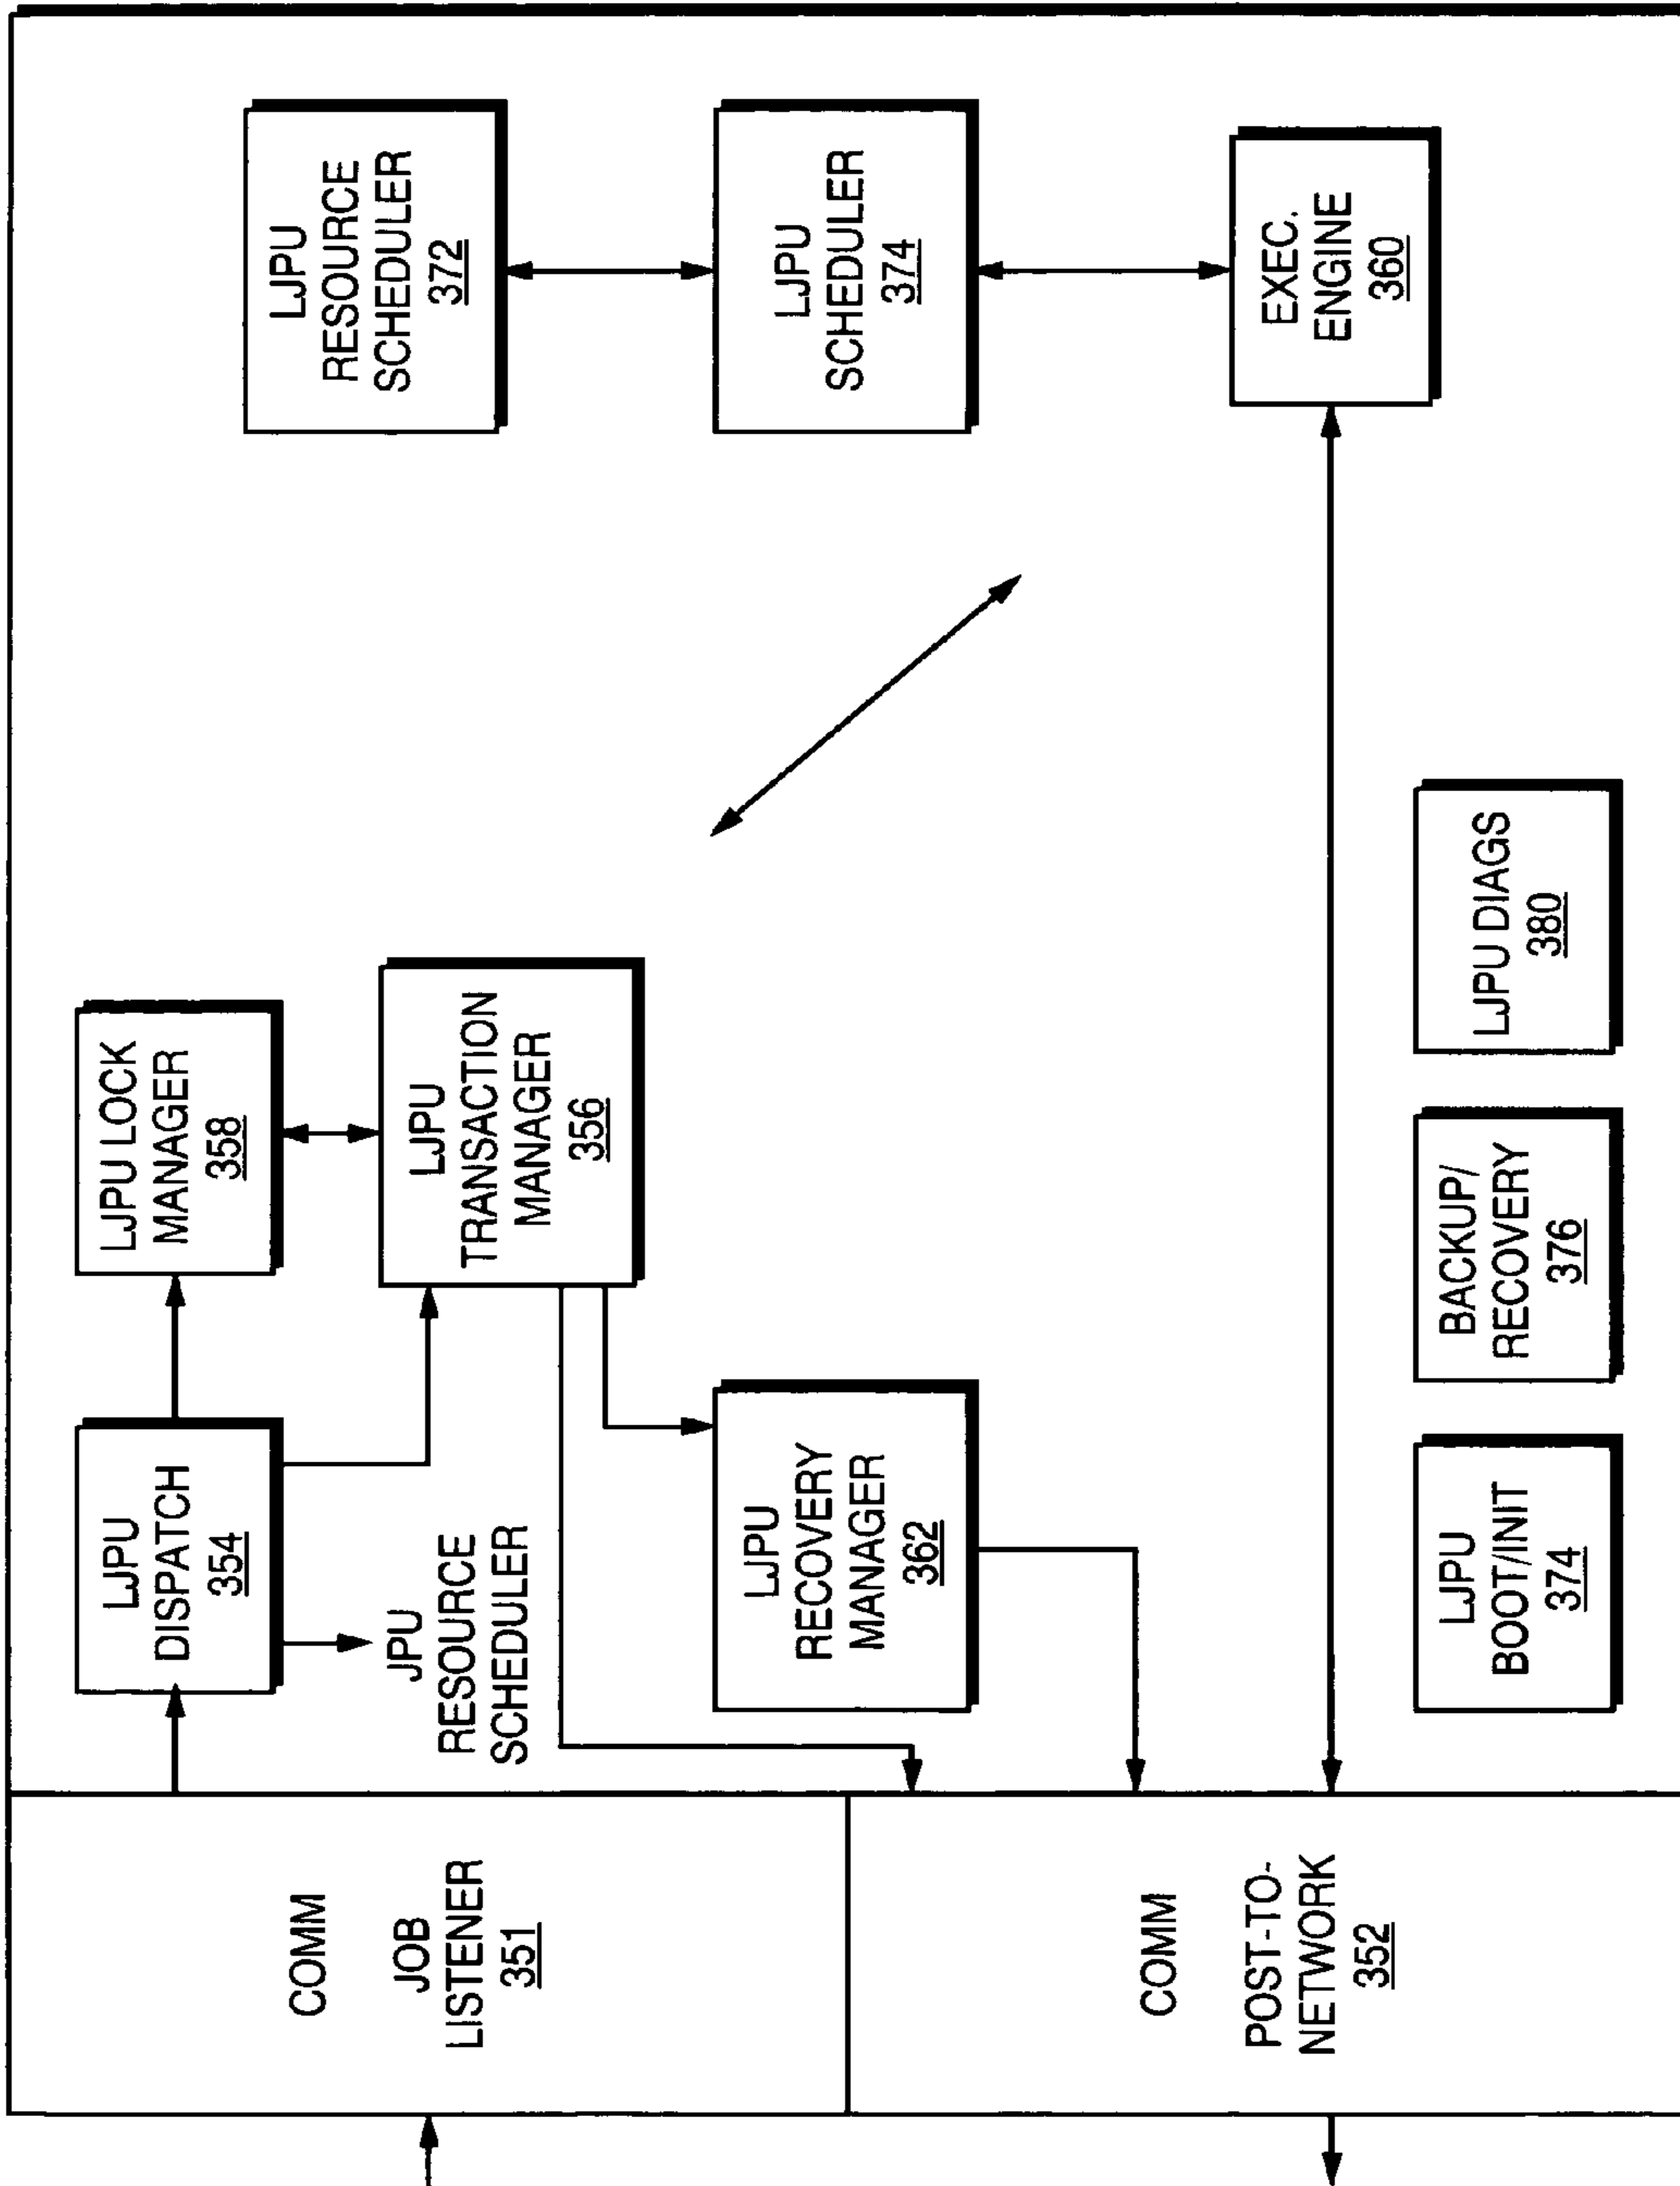 COMM
JOB
LISTENER
351
COMM
POST-TO-
NETWORK
352
LJPU
DISPATCH
354
JPU
RESOURCE
SCHEDULER
LJPU LOCK
MANAGER
358
LJPU
TRANSACTION
MANAGER
356
LJPU
RECOVERY
MANAGER
362
LJPU
RESOURCE
SCHEDULER
372
LJPU
SCHEDULER
374
EXEC.
ENGINE
360
LJPU
BOOT/INIT
374
BACKUP/
RECOVERY
376
LJPU DIAGS
380